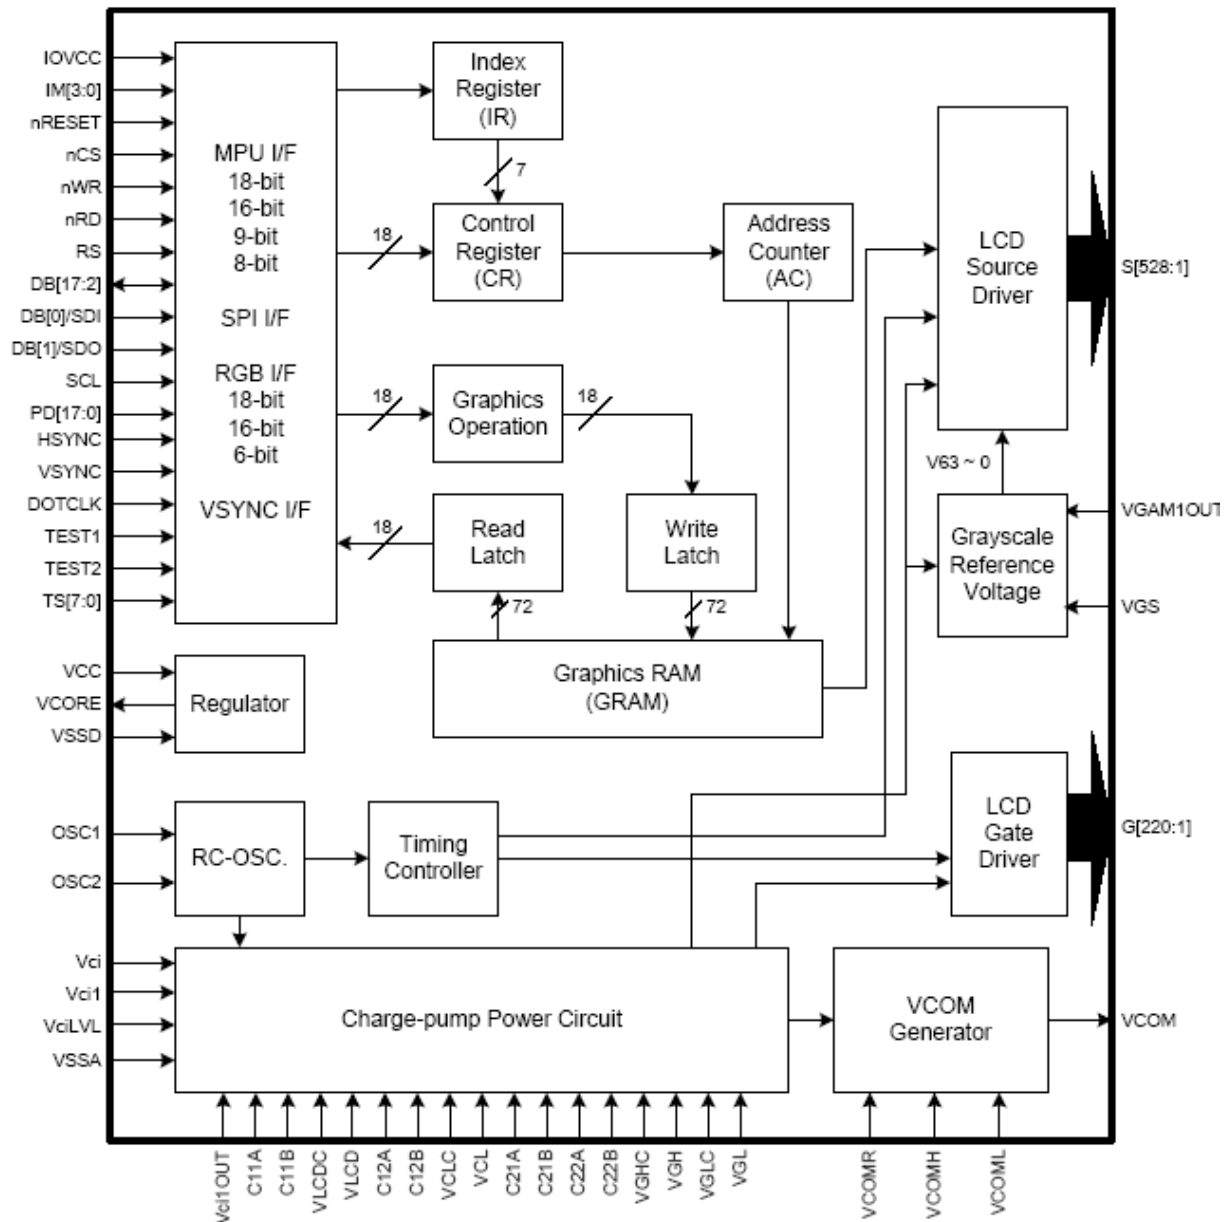 IOVCC
IM[3:0]
nRESET
nCS
nWR
nRD
RS
DB[17:2]
DB[0]/SDI
DB[1]/SDO
SCL
PD[17:0]
HSYNC
VSYNC
DOTCLK
TEST1
TEST2
TS[7:0]
VCC
VCORE
VSSD
OSC1
OSC2
Vci
Vci1
VciLVL
VSSA
MPU I/F
18-bit
16-bit
9-bit
8-bit
SPI I/F
RGB I/F
18-bit
16-bit
6-bit
VSYNC I/F
Index
Register
(IR)
7
18
Control
Register
(CR)
Address
Counter
(AC)
18
Graphics
Operation
18
18
Read
Latch
Write
Latch
72
72
Graphics RAM
(GRAM)
LCD
Source
Driver
S[528:1]
V63 ~ 0
Grayscale
Reference
Voltage
VGAM1OUT
VGS
Regulator
RC-OSC.
Timing
Controller
LCD
Gate
Driver
G[220:1]
Charge-pump Power Circuit
VCOM
Generator
VCOM
Vci1OUT
C11A
C11B
VLCDC
VLCD
C12A
C12B
VCLC
VCL
C21A
C21B
C22A
C22B
VGHC
VGH
VGLC
VGL
VCOMR
VCOMH
VCOML